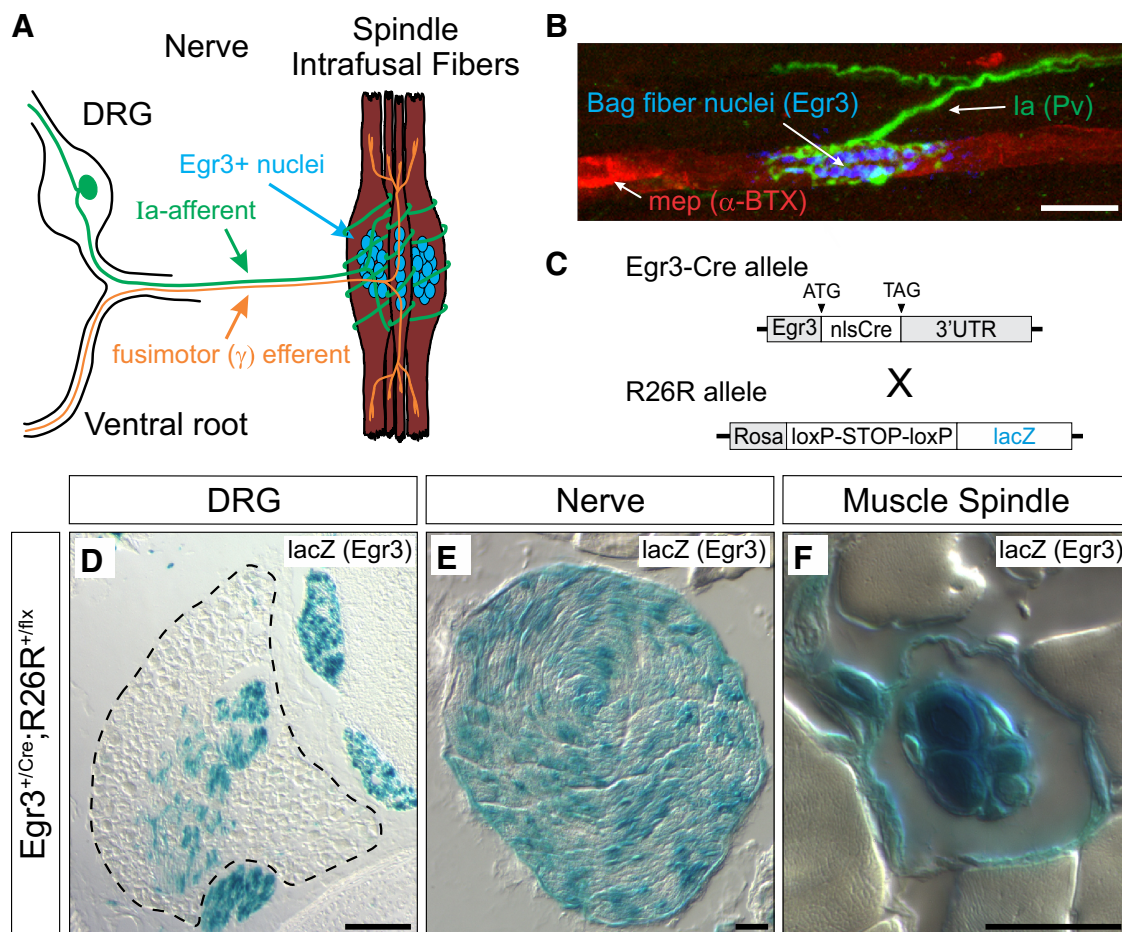 A
Nerve
Spindle
Intrafusal Fibers
DRG
Egr3+ nuclei
Ia-afferent
fusimotor (γ) efferent
Ventral root
B
Bag fiber nuclei (Egr3)
Ia (Pv)
mep (α-BTX)
C
Egr3-Cre allele
ATG TAG
Egr3 nlsCre 3'UTR
X
R26R allele
Rosa loxP-STOP-loxP lacZ
DRG Nerve Muscle Spindle
Egr3+/Cre;R26R+/flx
D lacZ (Egr3)
E lacZ (Egr3)
F lacZ (Egr3)